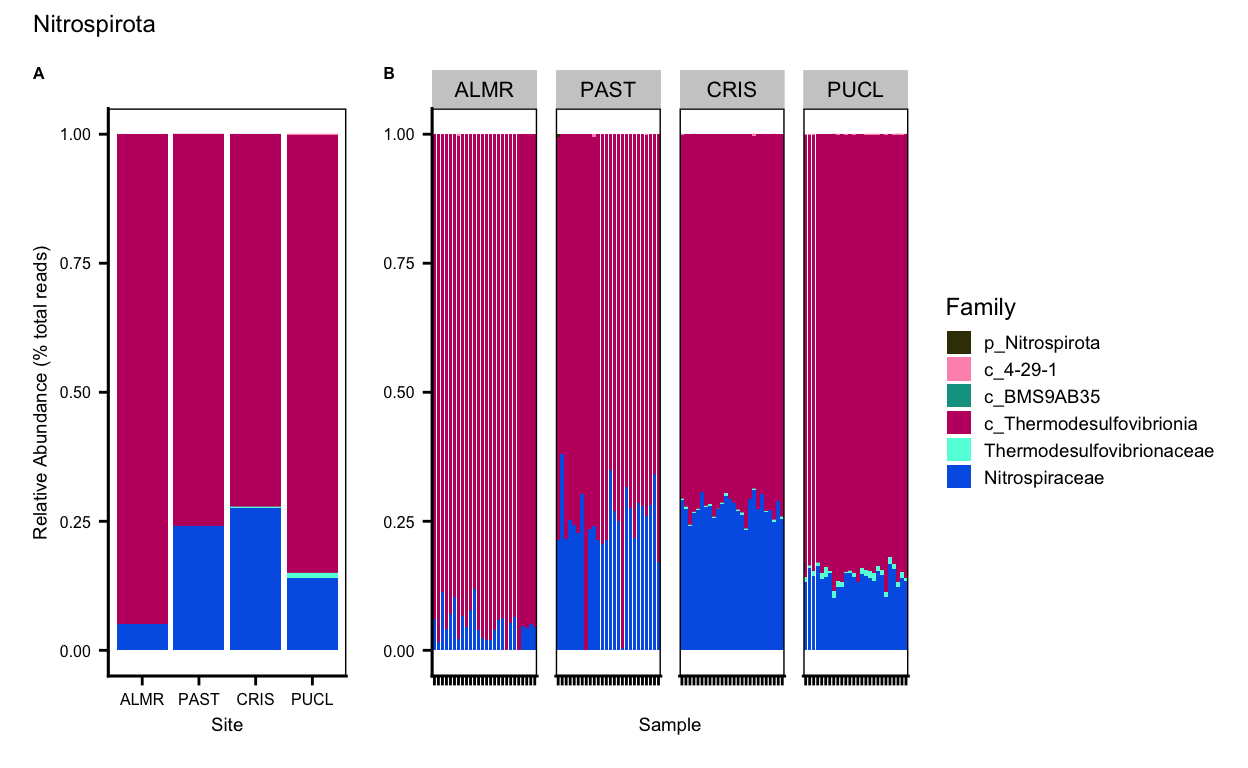 Nitrospirota
A
B
ALMR PAST CRIS PUCL
Relative Abundance (% total reads)
1.00
0.75
0.50
0.25
0.00
ALMR PAST CRIS PUCL
Site
1.00
0.75
0.50
0.25
0.00
Sample
Family
p_Nitrospirota
c_4-29-1
c_BMS9AB35
c_Thermodesulfovibrionia
Thermodesulfovibrionaceae
Nitrospiraceae